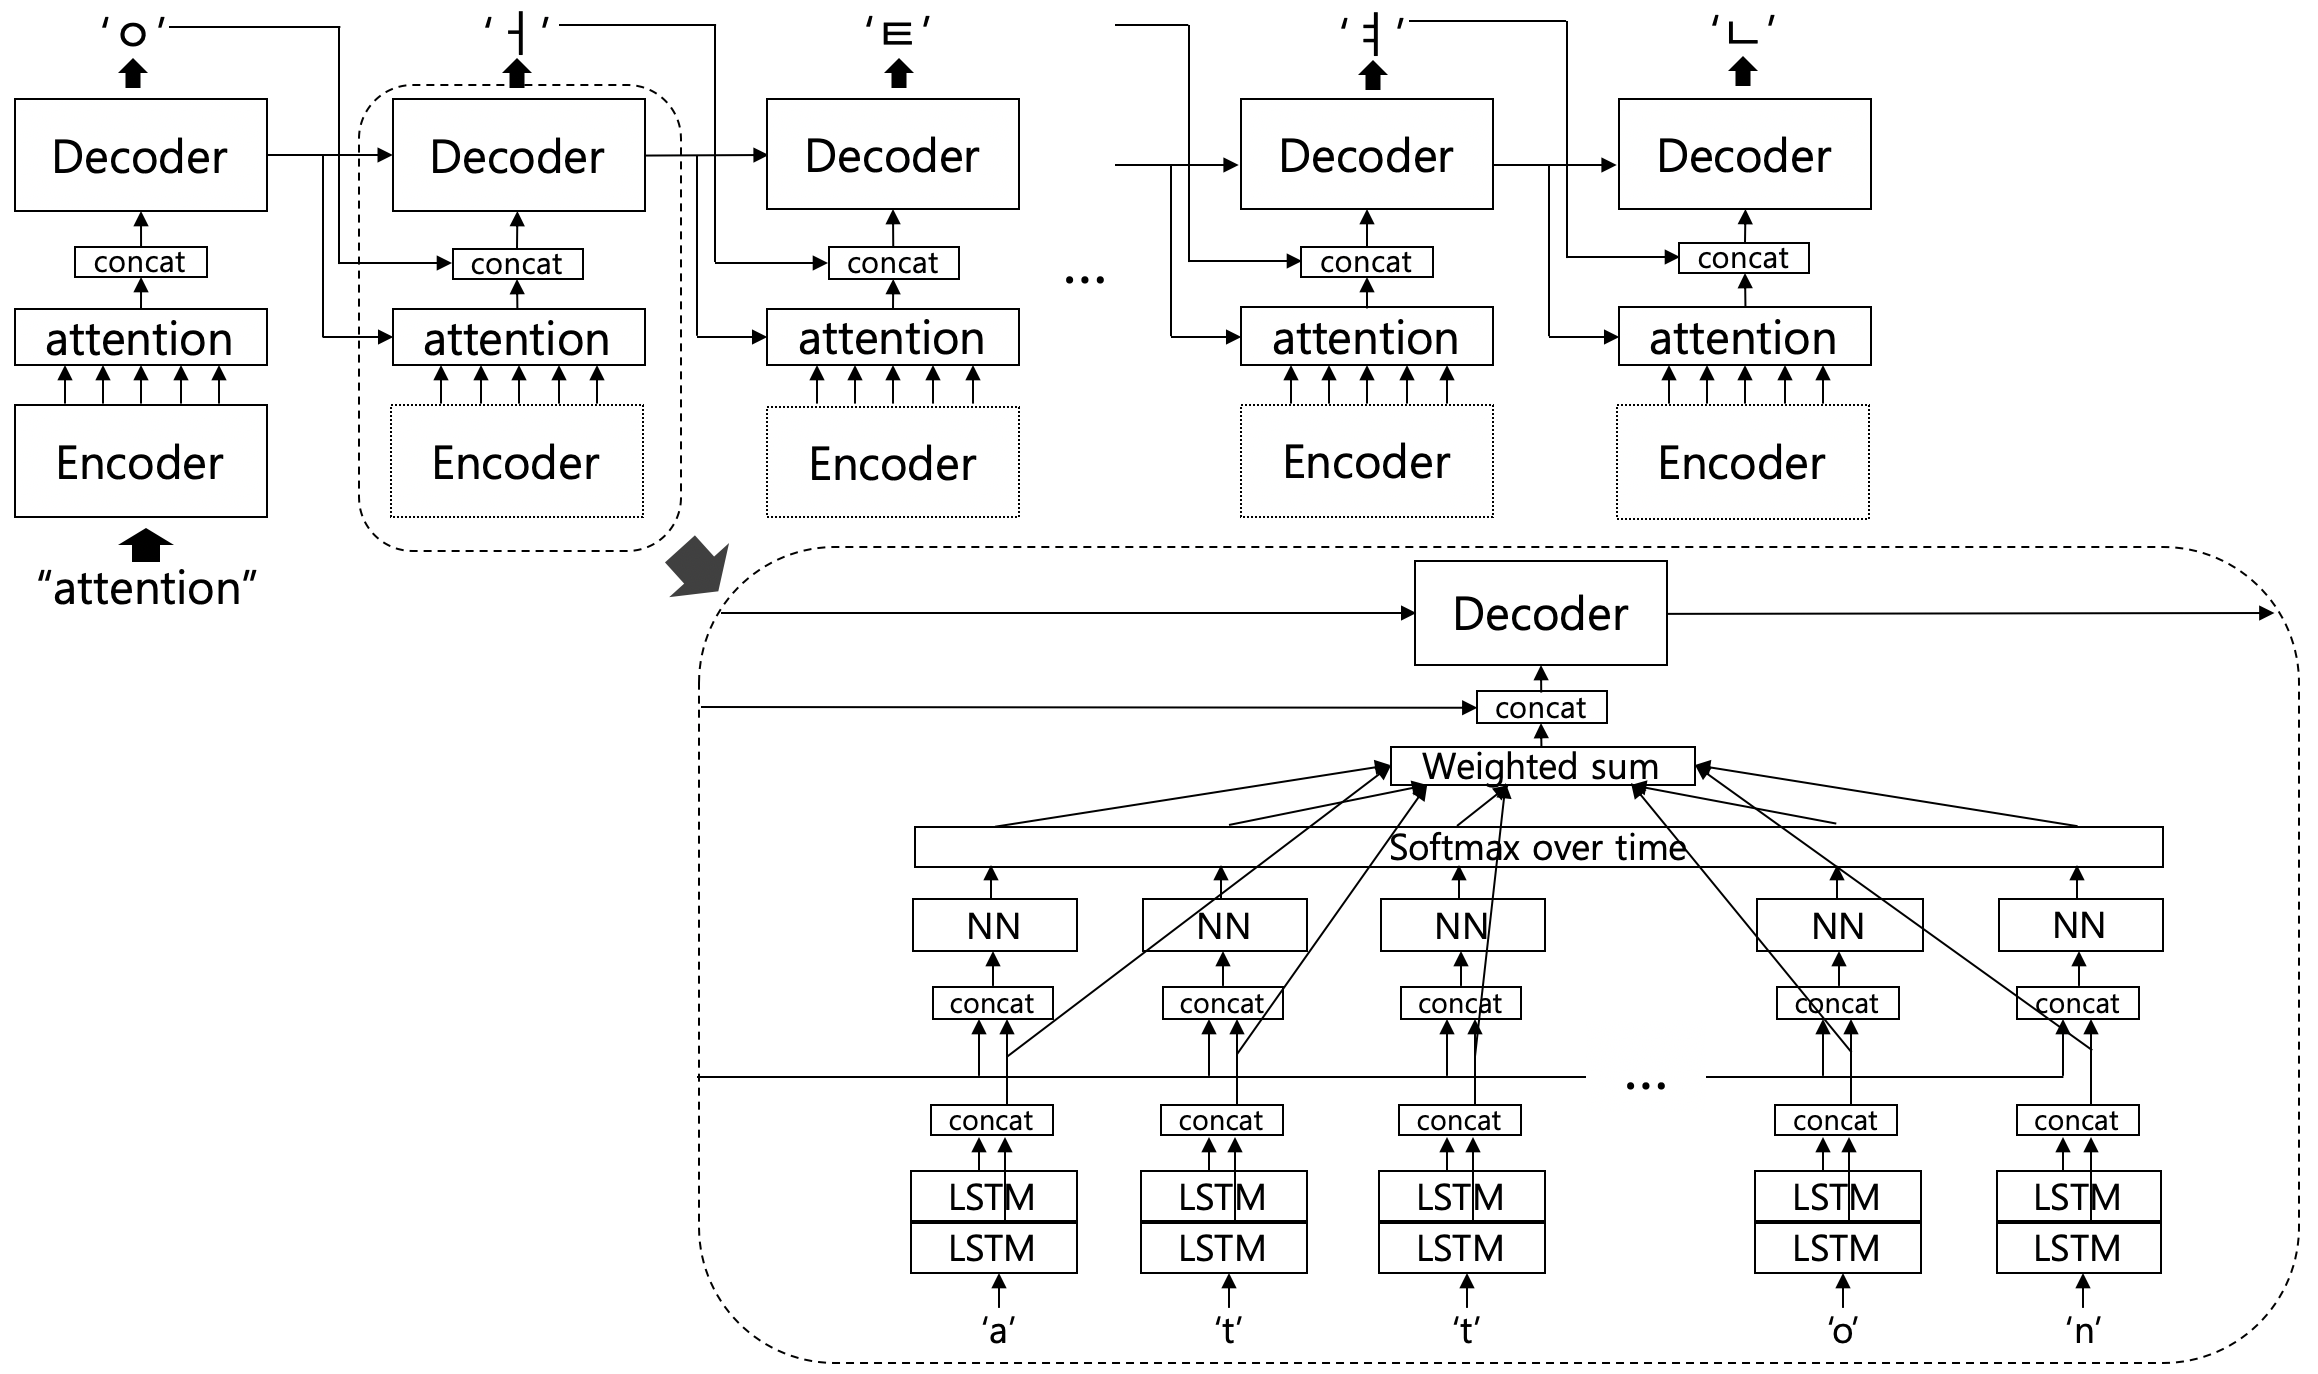 ‘ㅇ’ ‘ㅓ’ ‘ㅌ’ ‘ㅕ’ ‘ㄴ’
Decoder Decoder Decoder Decoder Decoder
concat concat concat ... concat concat
attention attention attention attention attention
Encoder Encoder Encoder Encoder Encoder
“attention”
Decoder
concat
Weighted sum
Softmax over time
NN NN NN NN NN
concat concat concat concat concat
...
concat concat concat concat concat
LSTM LSTM LSTM LSTM LSTM
LSTM LSTM LSTM LSTM LSTM
‘a’ ‘t’ ‘t’ ‘o’ ‘n’